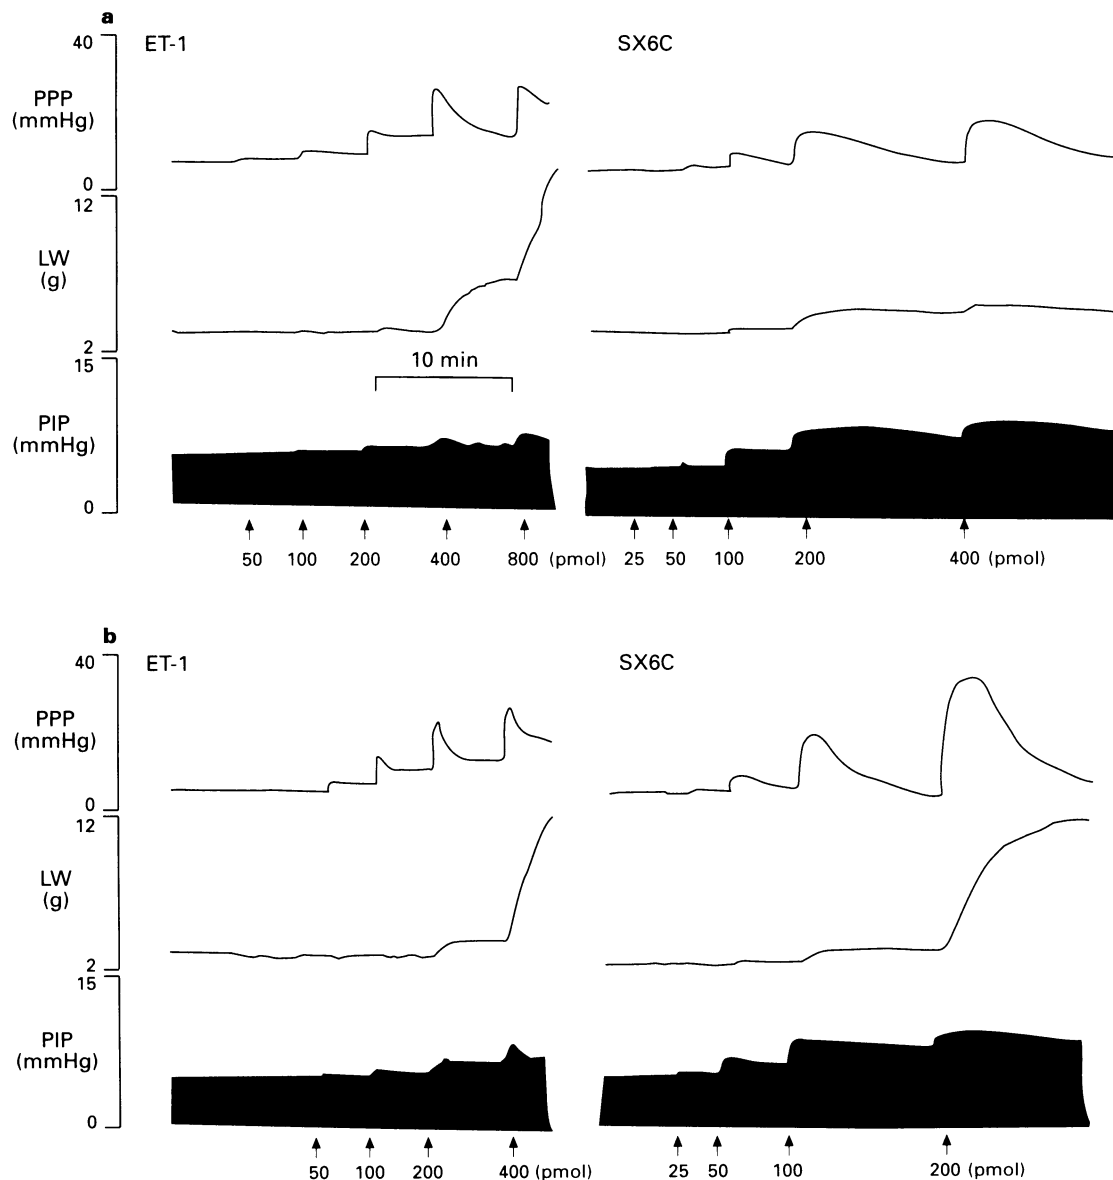 a
40
ET-1
SX6C
PPP
(mmHg)
0
12
LW
(g)
2
10 min
15
PIP
(mmHg)
0
50 100 200 400 800 (pmol)
25 50 100 200 400 (pmol)
b
40
ET-1
SX6C
PPP
(mmHg)
0
12
LW
(g)
2
15
PIP
(mmHg)
0
50 100 200 400 (pmol)
25 50 100 200 (pmol)